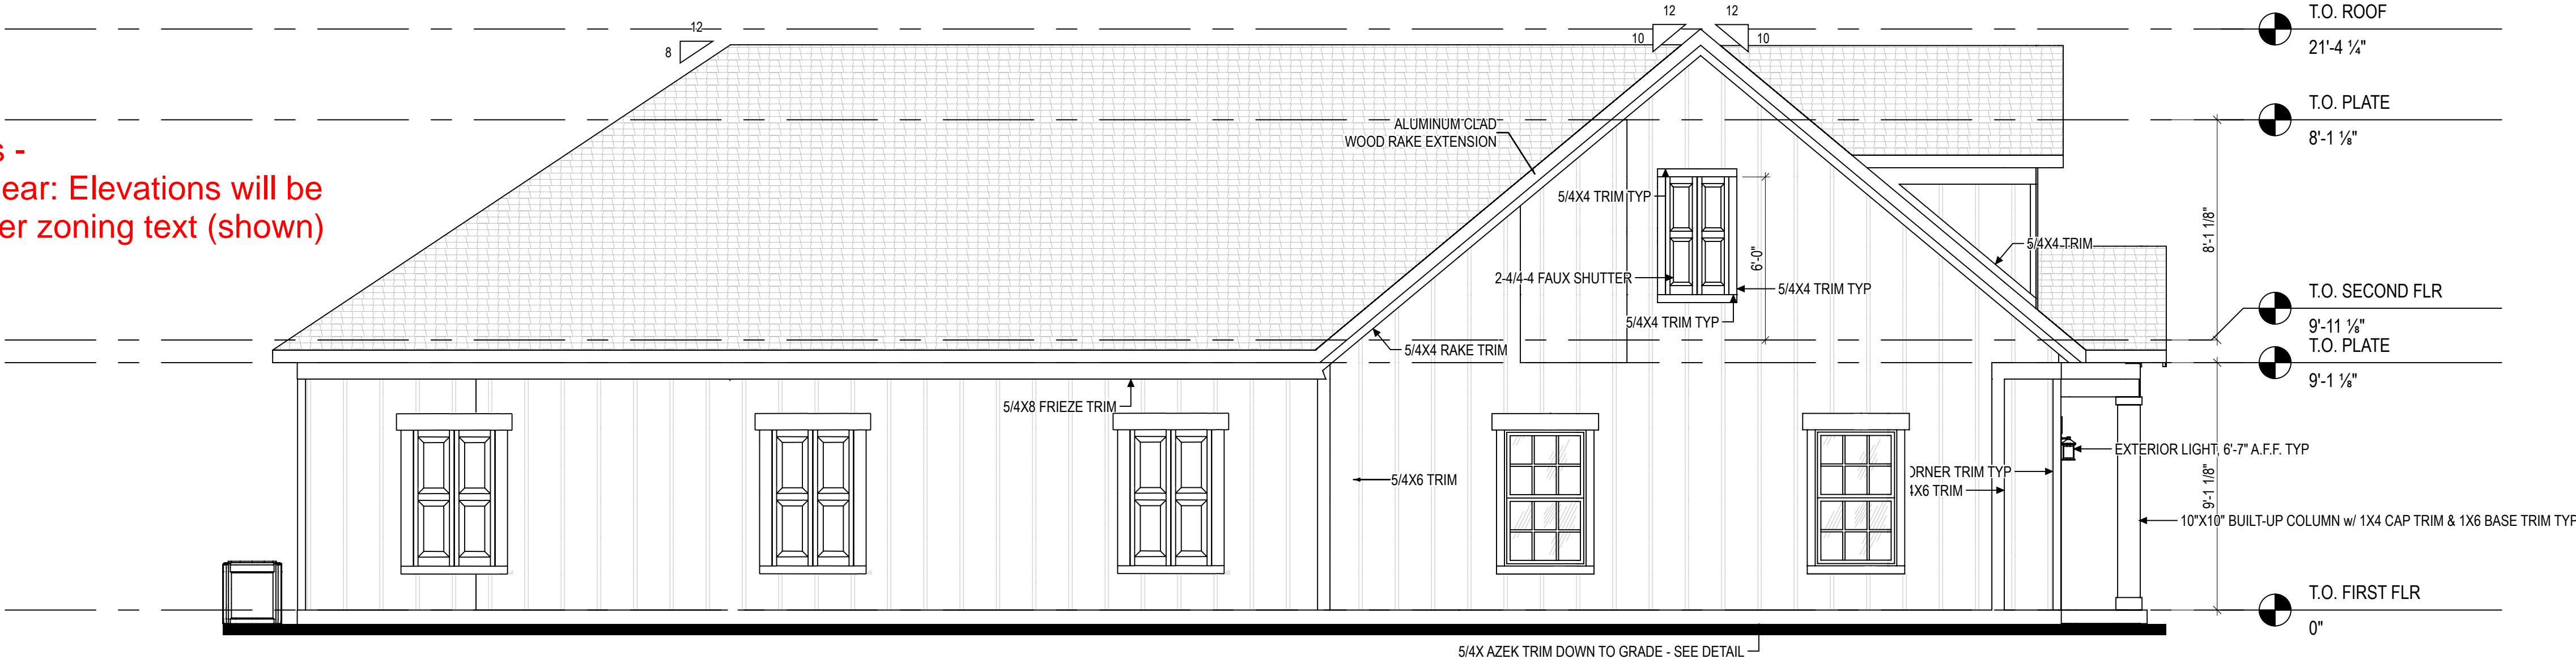 12
8
12
12
10
10
T.O. ROOF
21'-4 ¼"
T.O. PLATE
8'-1 ⅛"
s -
ear: Elevations will be
er zoning text (shown)
ALUMINUM CLAD
WOOD RAKE EXTENSION
5/4X4 TRIM TYP
8'-1 1/8"
5/4X4 TRIM
6'-0"
2-4/4-4 FAUX SHUTTER
5/4X4 TRIM TYP
T.O. SECOND FLR
9'-11 ⅛"
5/4X4 TRIM TYP
5/4X4 RAKE TRIM
T.O. PLATE
9'-1 ⅛"
5/4X8 FRIEZE TRIM
EXTERIOR LIGHT, 6'-7" A.F.F. TYP
ORNER TRIM TYP
5/4X6 TRIM
4X6 TRIM
9'-1 1/8"
10"X10" BUILT-UP COLUMN w/ 1X4 CAP TRIM & 1X6 BASE TRIM TYP
T.O. FIRST FLR
0"
5/4X AZEK TRIM DOWN TO GRADE - SEE DETAIL